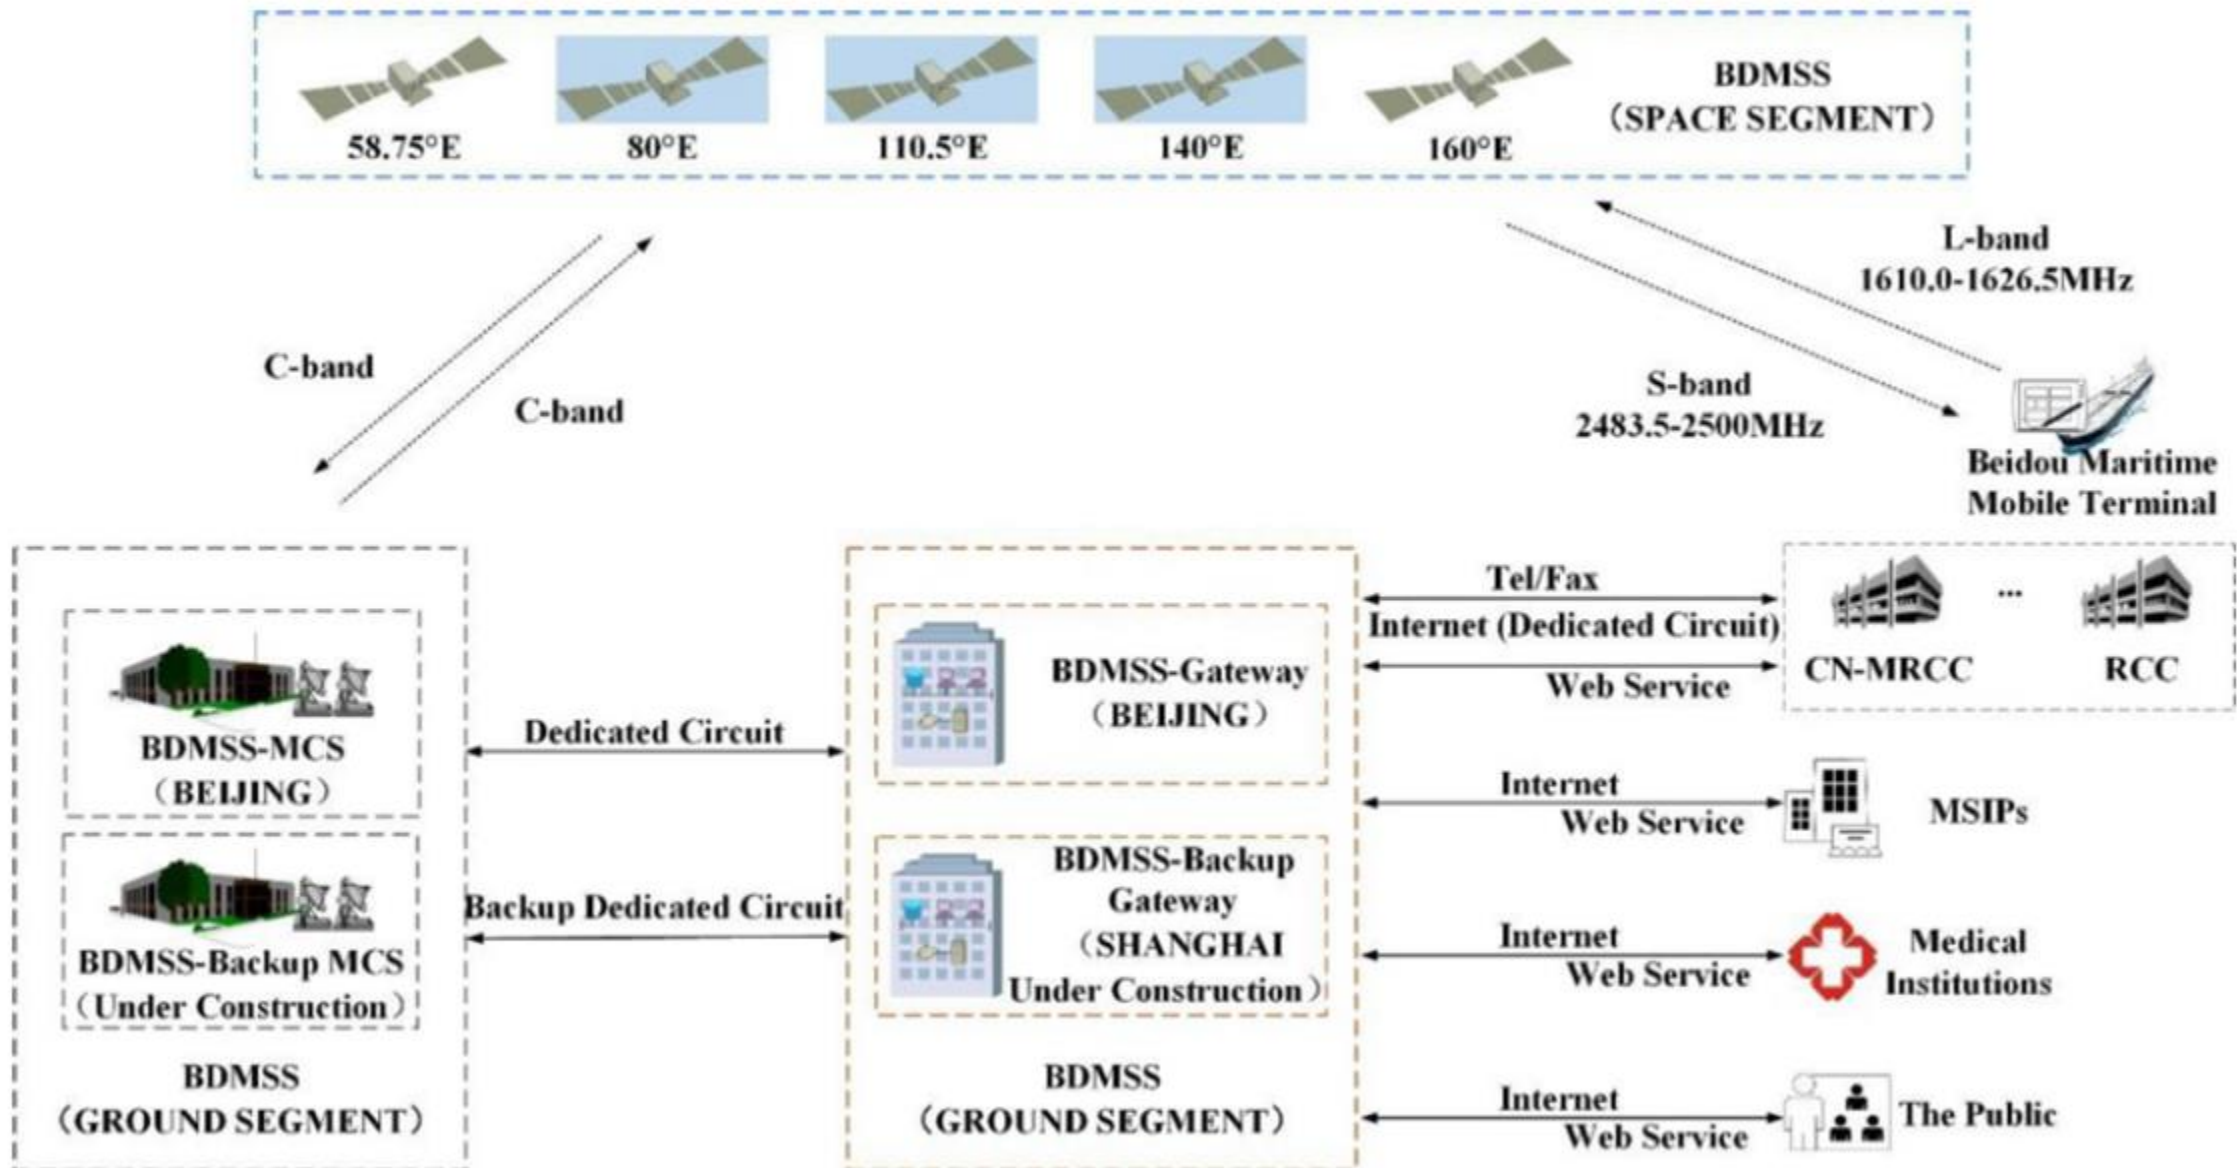 BDMSS
（SPACE SEGMENT）
58.75°E
80°E
110.5°E
140°E
160°E
L-band
1610.0-1626.5MHz
C-band
C-band
S-band
2483.5-2500MHz
Beidou Maritime
Mobile Terminal
BDMSS-MCS
（BEIJING）
BDMSS-Backup MCS
（Under Construction）
BDMSS
（GROUND SEGMENT）
Dedicated Circuit
Backup Dedicated Circuit
BDMSS-Gateway
（BEIJING）
BDMSS-Backup
Gateway
（SHANGHAI
Under Construction）
BDMSS
（GROUND SEGMENT）
Tel/Fax
Internet (Dedicated Circuit)
Web Service
CN-MRCC
...
RCC
Internet
Web Service
MSIPs
Internet
Web Service
Medical
Institutions
Internet
Web Service
The Public